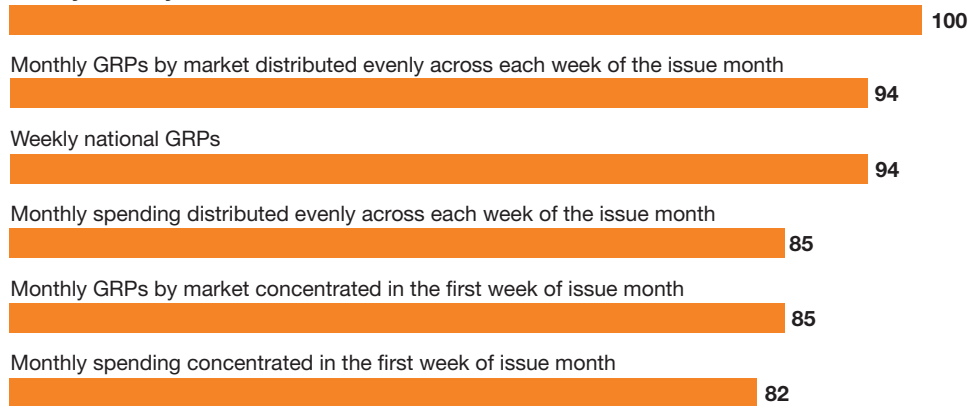 100
Monthly GRPs by market distributed evenly across each week of the issue month
94
Weekly national GRPs
94
Monthly spending distributed evenly across each week of the issue month
85
Monthly GRPs by market concentrated in the first week of issue month
85
Monthly spending concentrated in the first week of issue month
82